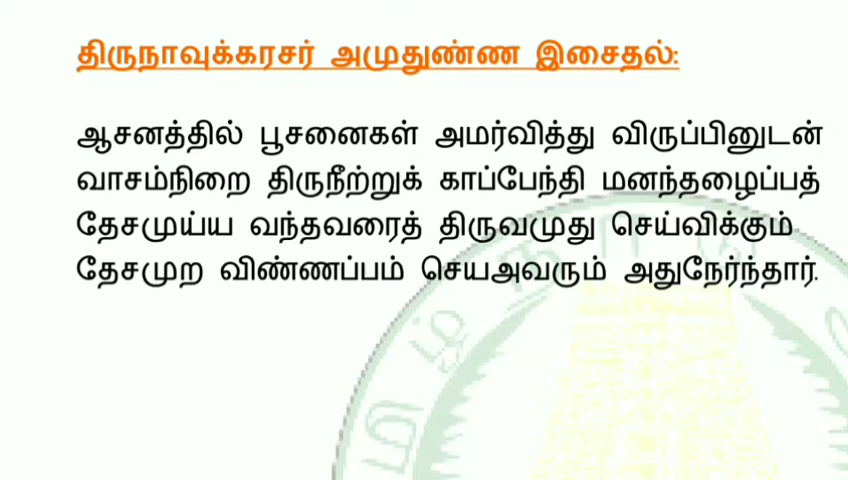 திருநாவுக்கரசர் அமுதுண்ண இசைதல்:
ஆசனத்தில் பூசனைகள் அமர்வித்து விருப்பினுடன்
வாசம்நிறை திருநீற்றுக் காப்பேந்தி மனந்தழைப்பத்
தேசமுய்ய வந்தவரைத் திருவமுது செய்விக்கும்
தேசமுற விண்ணப்பம் செயஅவரும் அதுநேர்ந்தார்.